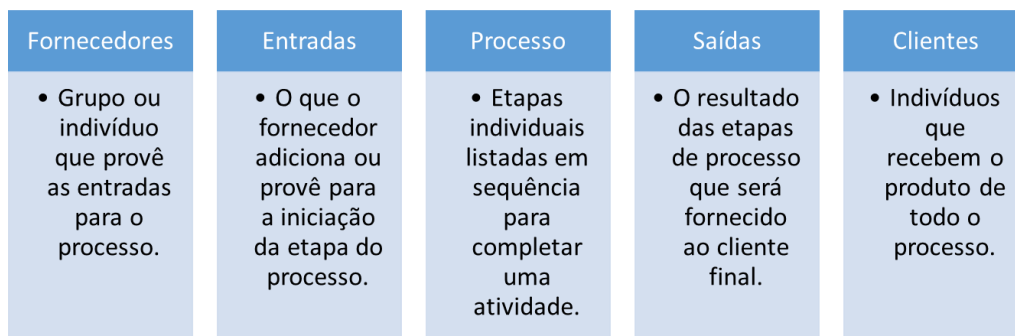 Fornecedores
• Grupo ou
indivíduo
que provê
as entradas
para o
processo.
Entradas
• O que o
fornecedor
adiciona ou
provê para
a iniciação
da etapa do
processo.
Processo
• Etapas
individuais
listadas em
sequência
para
completar
uma
atividade.
Saídas
• O resultado
das etapas
de processo
que será
fornecido
ao cliente
final.
Clientes
• Indivíduos
que
recebem o
produto de
todo o
processo.